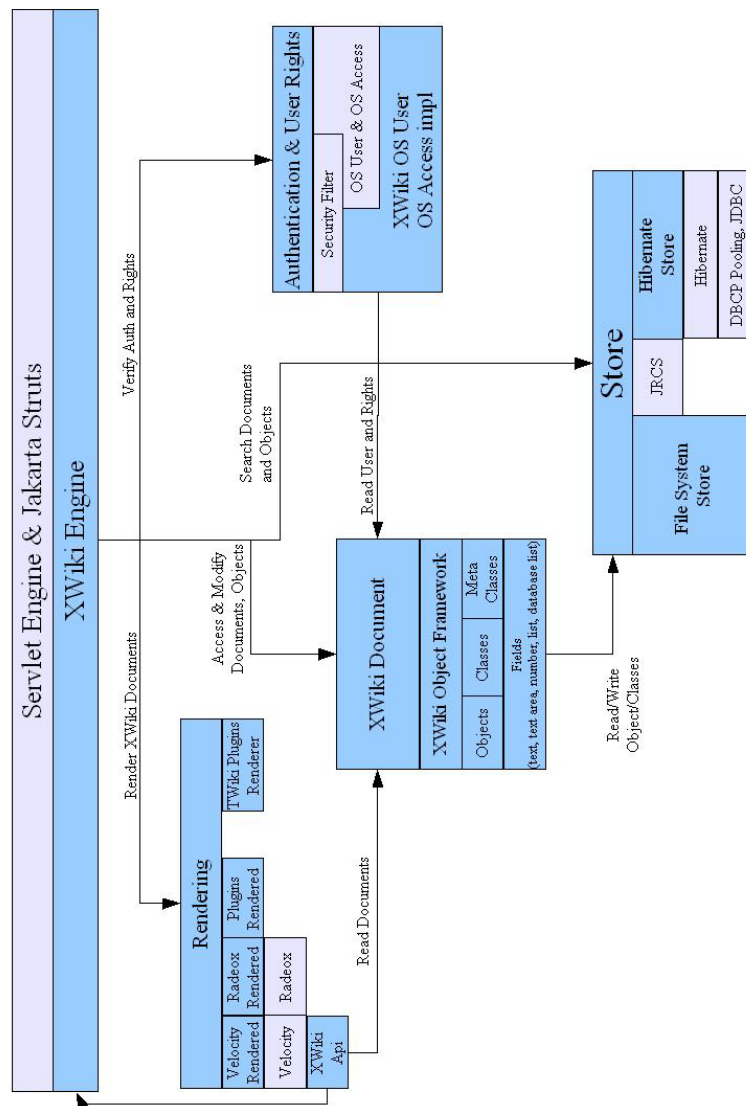 Servlet Engine & Jakarta Struts
XWiki Engine
Render XWiki Documents
Verify Auth and Rights
Access & Modify
Documents, Objects
Search Documents
and Objects
Rendering
Velocity
Rendered
Radeox
Rendered
Plugins
Rendered
TWiki Plugins
Renderer
Velocity
Radeox
XWiki
Api
Read Documents
Authentication & User Rights
Security Filter
OS User & OS Access
XWiki OS User
OS Access impl
Read User and Rights
XWiki Document
XWiki Object Framework
Objects
Classes
Meta
Classes
Fields
(text, text area, number, list, database list)
Read/Write
Object/Classes
Store
File System
Store
JRCS
Hibernate
Store
Hibernate
DBCP Pooling, JDBC